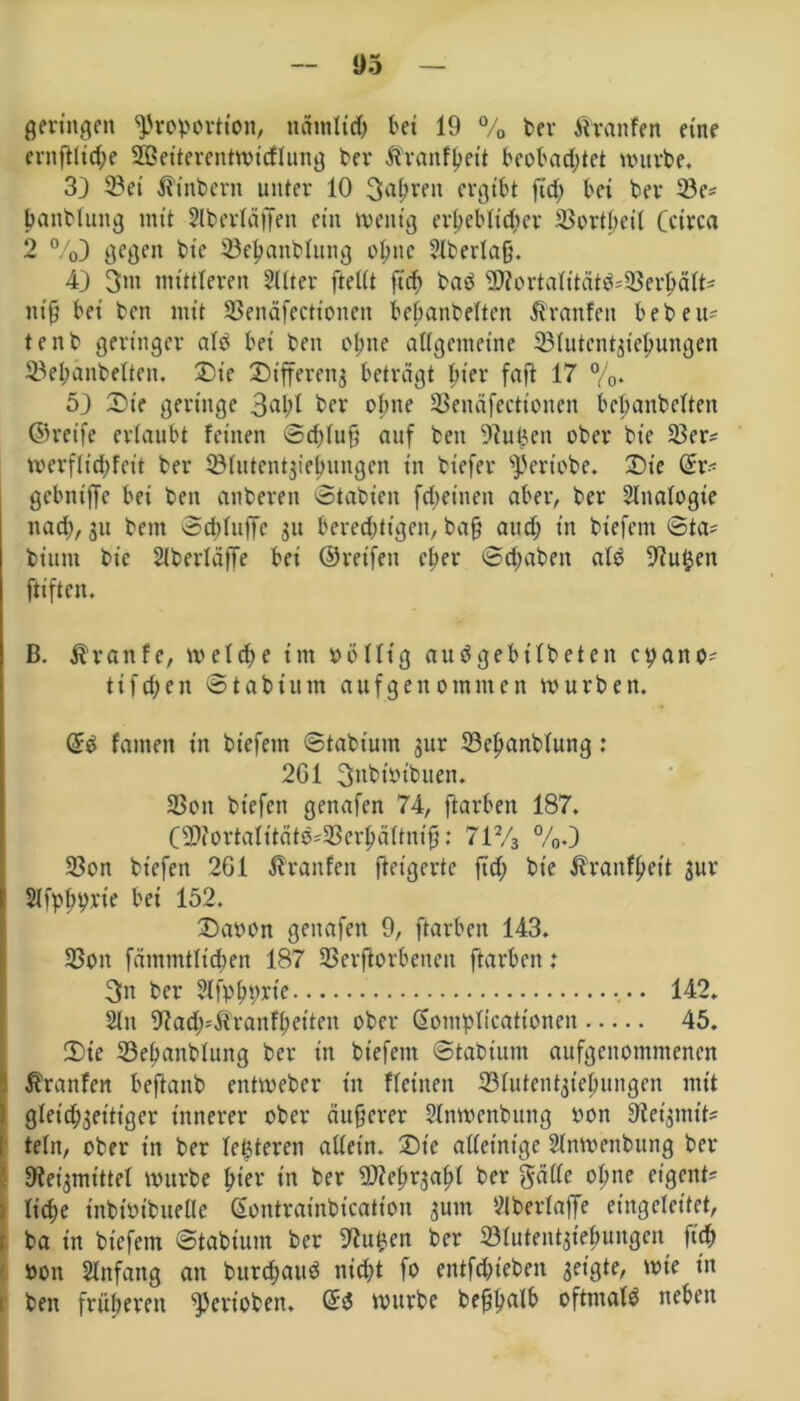 — 95 —
geringen Proportion, nämlich bei 19 % der Kranken eine
ernstliche Weiterentwicklung der Krankheit beobachtet wurde.
3) Bei Kindern unter 10 Jahren ergibt sich bei der Be-
handlung mit Aberlässen ein wenig erheblicher Vortheil (circa
2 %) gegen die Behandlung ohne Aberlaß.
4) Im mittleren Alter stellt sich das Mortalitäts-Verhält-
niß bei den mit Venäsectionen behandelten Kranken bedeu-
tend geringer als bei den ohne allgemeine Blutentziehungen
Behandelten. Die Differenz beträgt hier fast 17 %.
5) Die geringe Zahl der ohne Venäsectionen behandelten
Greise erlaubt keinen Schluß auf den Nutzen oder die Ver-
werflichkeit der Blutentziehungen in dieser Periode. Die Er-
gebnisse bei den anderen Stadien scheinen aber, der Analogie
nach, zu dem Schlusse zu berechtigen, daß auch in diesem Sta-
dium die Aberlässe bei Greisen eher Schaden als Nutzen
stiften.
B. Kranke, welche im völlig ausgebildeten cyano-
tischen Stadium aufgenommen wurden.
Es kamen in diesem Stadium zur Behandlung:
261 Individuen.
Von diesen genasen 74, starben 187.
(Mortalitäts-Verhältniß: 71⅔ %.)
Von diesen 261 Kranken steigerte sich die Krankheit zur
Asphyxie bei 152.
Davon genasen 9, starben 143.
Von sämmtlichen 187 Verstorbenen starben:
In der Asphyxie.................... 142.
An Nach-Krankheiten oder Complicationen ..... 45.
Die Behandlung der in diesem Stadium aufgenommenen
Kranken bestand entweder in kleinen Blutentziehungen mit
gleichzeitiger innerer oder äußerer Anwendung von Reizmit-
teln, oder in der letzteren allein. Die alleinige Anwendung der
Reizmittel wurde hier in der Mehrzahl der Fälle ohne eigent-
liche individuelle Contraindication zum Aberlasse eingeleitet,
da in diesem Stadium der Nutzen der Blutentziehungen sich
von Anfang an durchaus nicht so entschieden zeigte, wie in
den früheren Perioden. Es wurde deßhalb oftmals neben